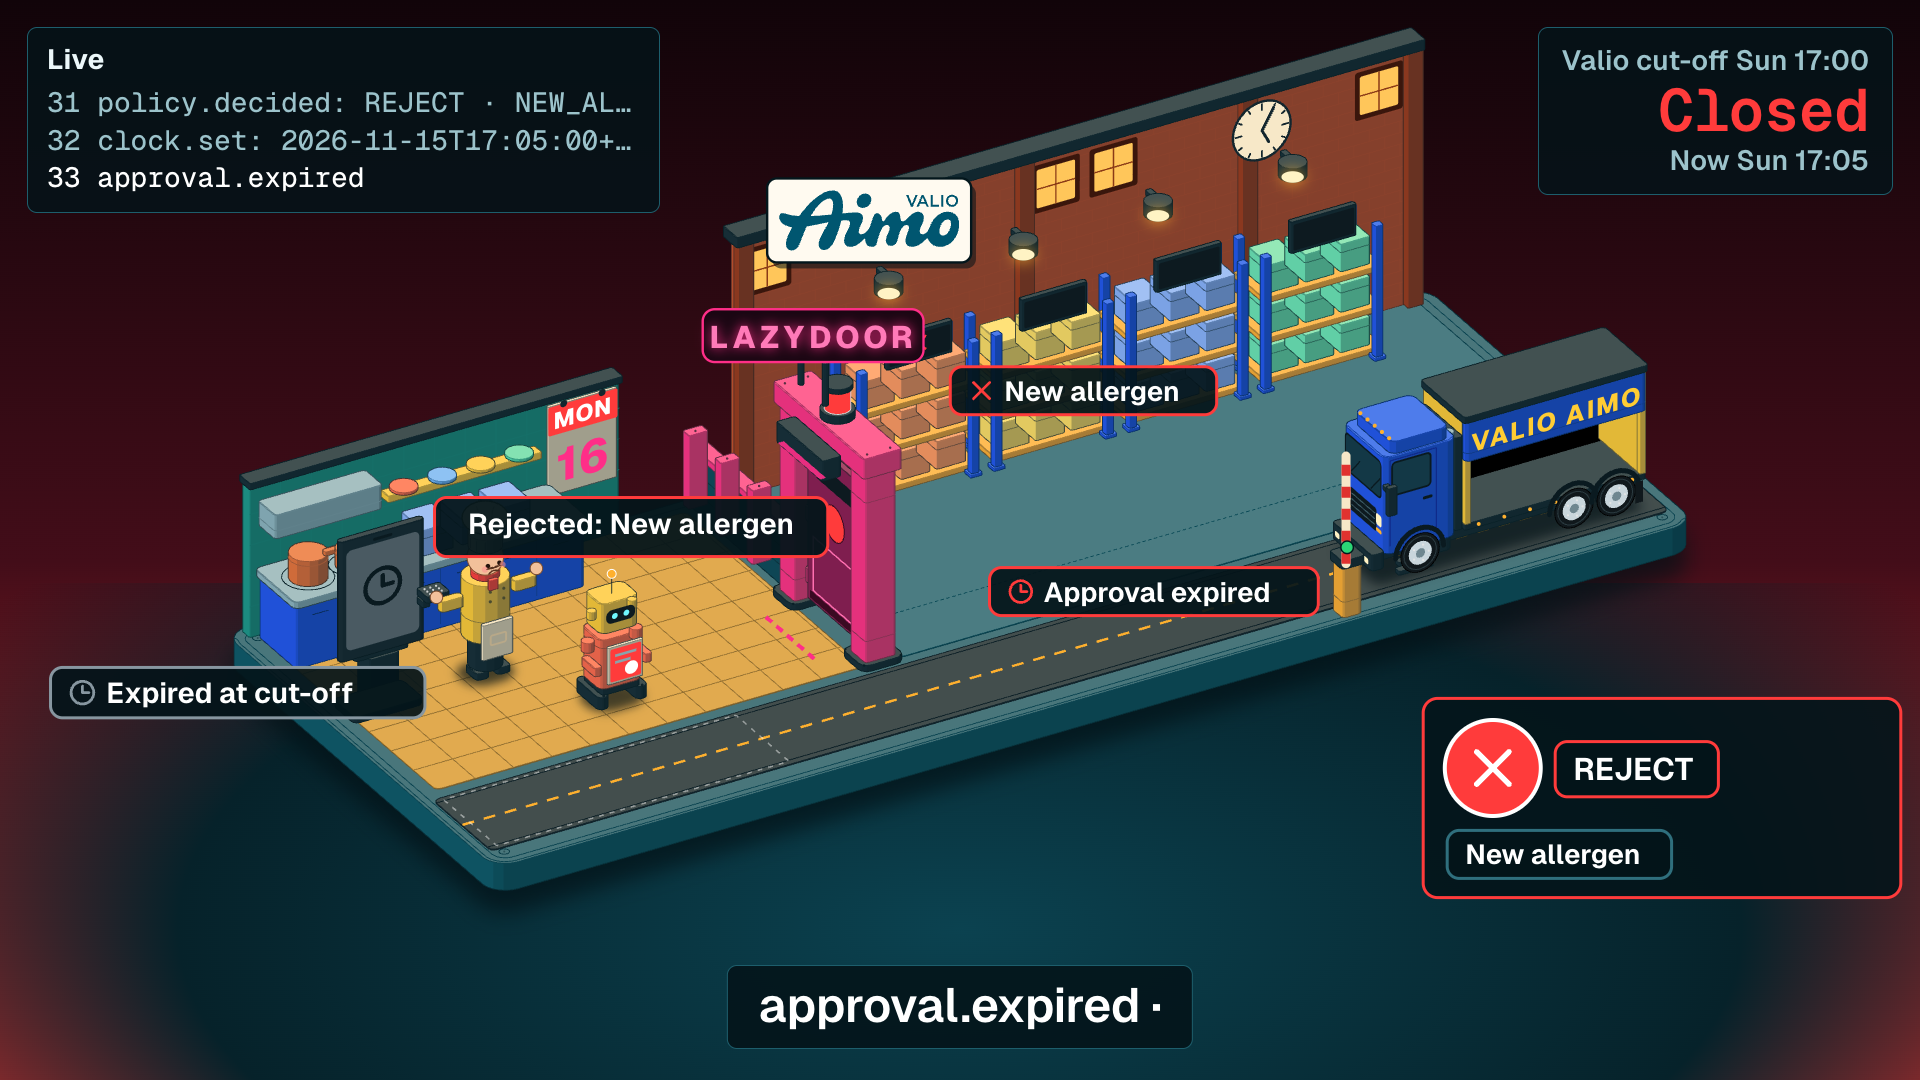 Live
31 policy.decided: REJECT · NEW_AL…
32 clock.set: 2026-11-15T17:05:00+…
33 approval.expired
Valio cut-off Sun 17:00
Closed
Now Sun 17:05
VALIO
Aimo
LAZYDOOR
New allergen
VALIO AIMO
MON
16
Rejected: New allergen
Approval expired
Expired at cut-off
REJECT
New allergen
approval.expired ·